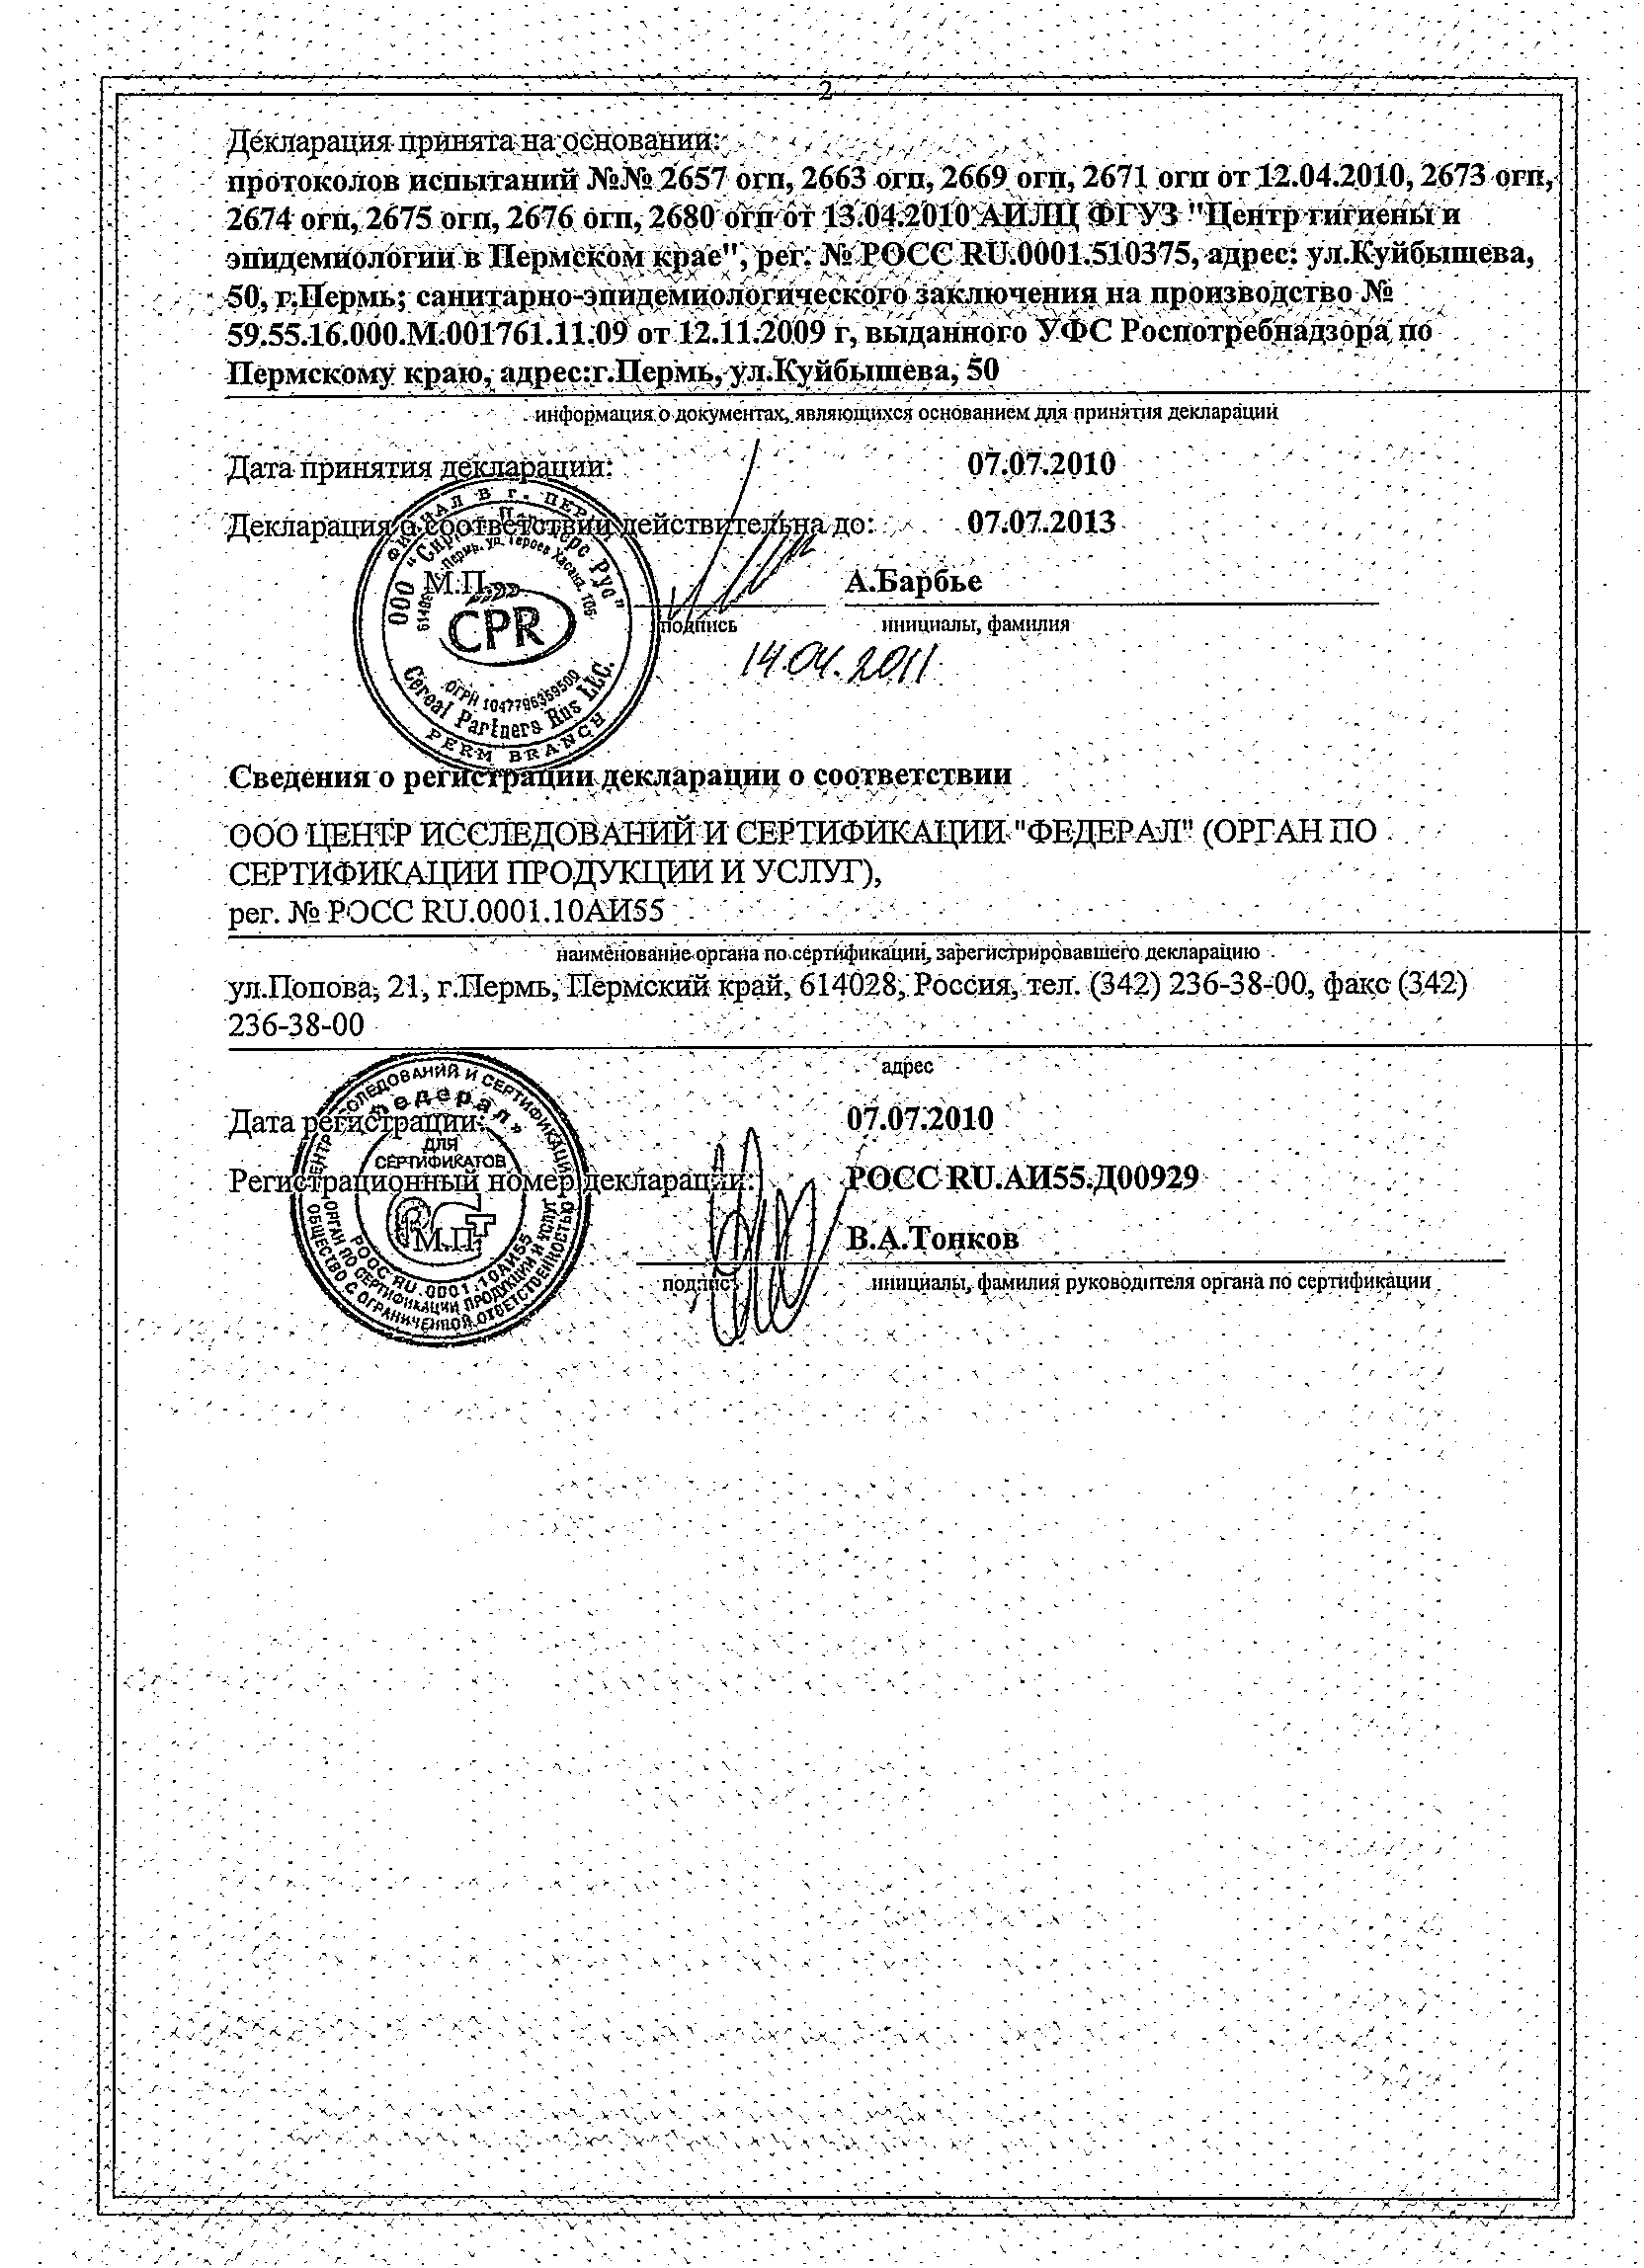 2
Декларация принята на основании:
протоколов испытаний №№ 2657 огп, 2663 огп, 2669 огп, 2671 огп от 12.04.2010, 2673 огп,
2674 огп, 2675 огп, 2676 огп, 2680 огп от 13.04.2010 АИЛЦ ФГУЗ "Центр гигиены и
эпидемиологии в Пермском крае", рег. № РОСС RU.0001.510375, адрес: ул.Куйбышева,
50, г.Пермь; санитарно-эпидемиологического заключения на производство №
59.55.16.000.М.001761.11.09 от 12.11.2009 г, выданного УФС Роспотребнадзора по
Пермскому краю, адрес:г.Пермь, ул.Куйбышева, 50
информация о документах, являющихся основанием для принятия декларации
Дата принятия декларации: 07.07.2010
Декларация о соответствии действительна до: 07.07.2013
М.П. А.Барбье
подпись инициалы, фамилия
14.04.2011
ФИЛИАЛ В г. ПЕР
ООО Партнерс Рус"
Пермь, ул. Героев Хасана, 105
CPR
ОГРН 1047796359500
Cereal Partners Rus LLC.
PERM BRANCH
Сведения о регистрации декларации о соответствии
ООО ЦЕНТР ИССЛЕДОВАНИЙ И СЕРТИФИКАЦИИ "ФЕДЕРАЛ" (ОРГАН ПО
СЕРТИФИКАЦИИ ПРОДУКЦИИ И УСЛУГ),
рег. № РОСС RU.0001.10АИ55
наименование органа по сертификации, зарегистрировавшего декларацию
ул.Попова, 21, г.Пермь, Пермский край, 614028, Россия, тел. (342) 236-38-00, факс (342)
236-38-00
адрес
Дата регистрации: 07.07.2010
Регистрационный номер декларации: РОСС RU.АИ55.Д00929
М.П. В.А.Тонков
подпись инициалы, фамилия руководителя органа по сертификации
ЦЕНТР ИССЛЕДОВАНИЙ И СЕРТИФИКАЦИИ
"Федерал"
ДЛЯ
СЕРТИФИКАТОВ
РОСС RU.0001.10АИ55
ОРГАН ПО СЕРТИФИКАЦИИ ПРОДУКЦИИ И УСЛУГ
ОБЩЕСТВО С ОГРАНИЧЕННОЙ ОТВЕТСТВЕННОСТЬЮ